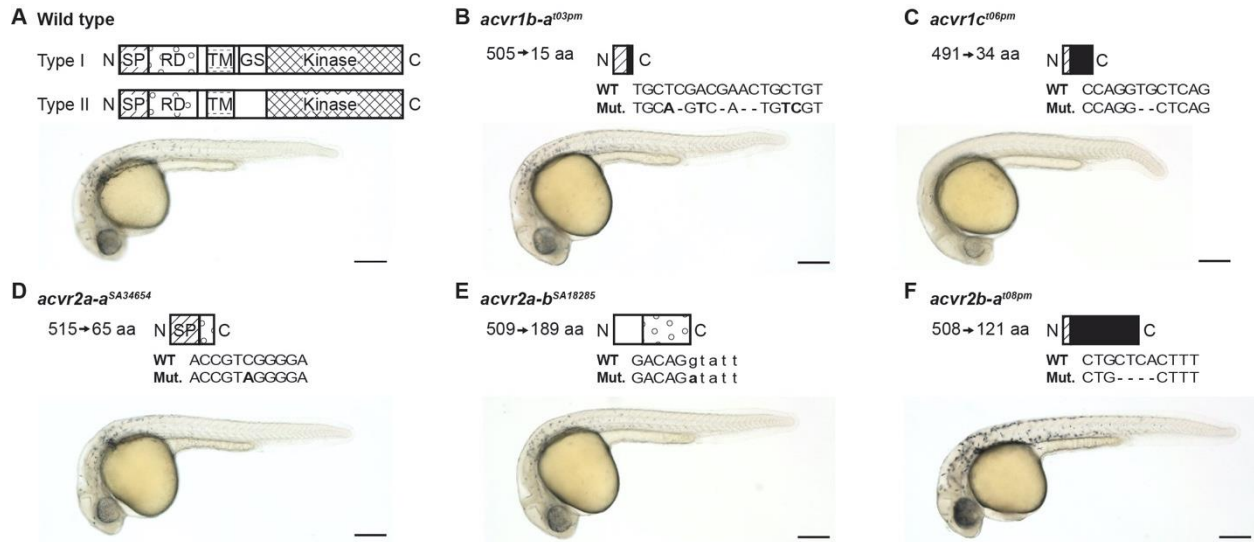 A Wild type
Type I N SP RD TM GS Kinase C
Type II N SP RD TM Kinase C
B acvr1b-a^t03pm
505→15 aa N C
WT TGCTCGACGAACTGCTGT
Mut. TGCA-GTC-A--TGTCGT
C acvr1c^t06pm
491→34 aa N C
WT CCAGGTGCTCAG
Mut. CCAGG--CTCAG
D acvr2a-a^SA34654
515→65 aa N SP C
WT ACCGTCGGGGA
Mut. ACCGTAGGGGA
E acvr2a-b^SA18285
509→189 aa N C
WT GACAGgtatt
Mut. GACAGatatt
F acvr2b-a^t08pm
508→121 aa N C
WT CTGCTCACTTT
Mut. CTG----CTTT